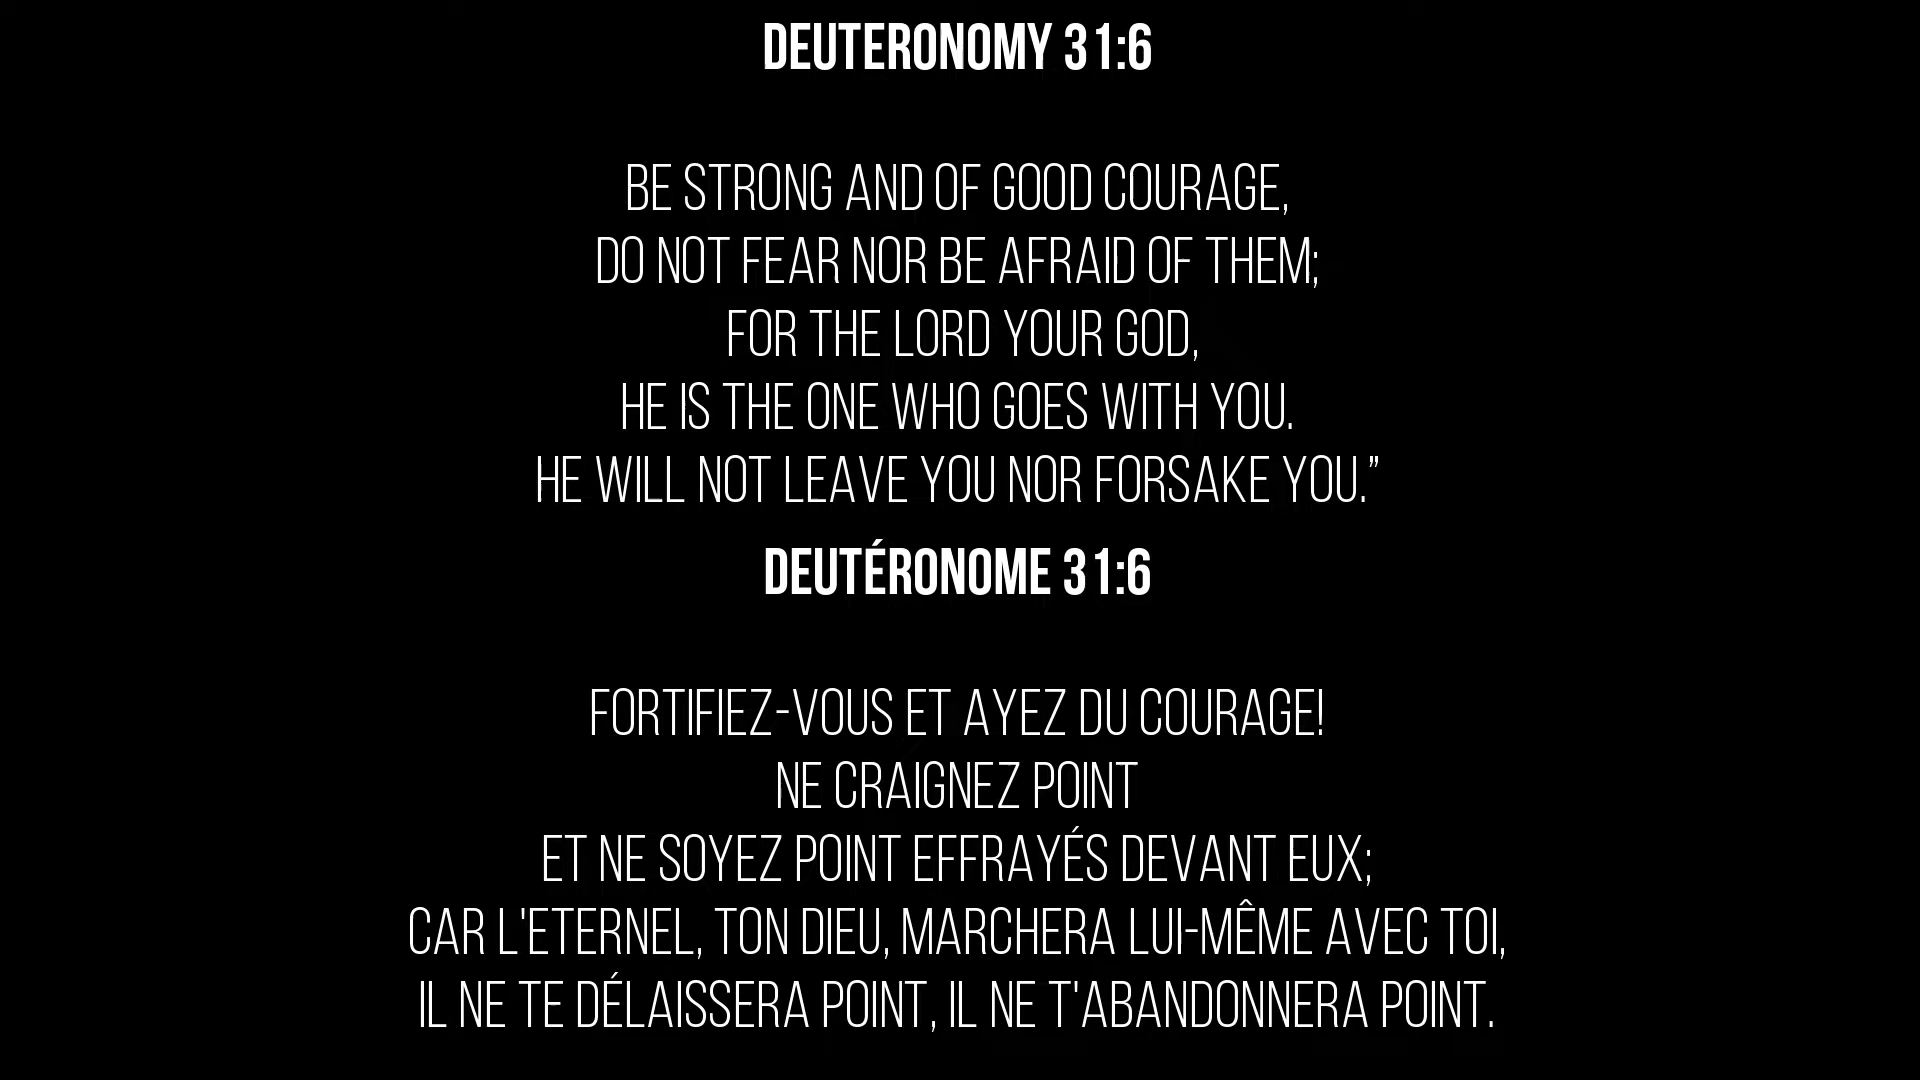 DEUTERONOMY 31:6
BE STRONG AND OF GOOD COURAGE,
DO NOT FEAR NOR BE AFRAID OF THEM;
FOR THE LORD YOUR GOD,
HE IS THE ONE WHO GOES WITH YOU.
HE WILL NOT LEAVE YOU NOR FORSAKE YOU.”
DEUTÉRONOME 31:6
FORTIFIEZ-VOUS ET AYEZ DU COURAGE!
NE CRAIGNEZ POINT
ET NE SOYEZ POINT EFFRAYÉS DEVANT EUX;
CAR L'ETERNEL, TON DIEU, MARCHERA LUI-MÊME AVEC TOI,
IL NE TE DÉLAISSERA POINT, IL NE T'ABANDONNERA POINT.